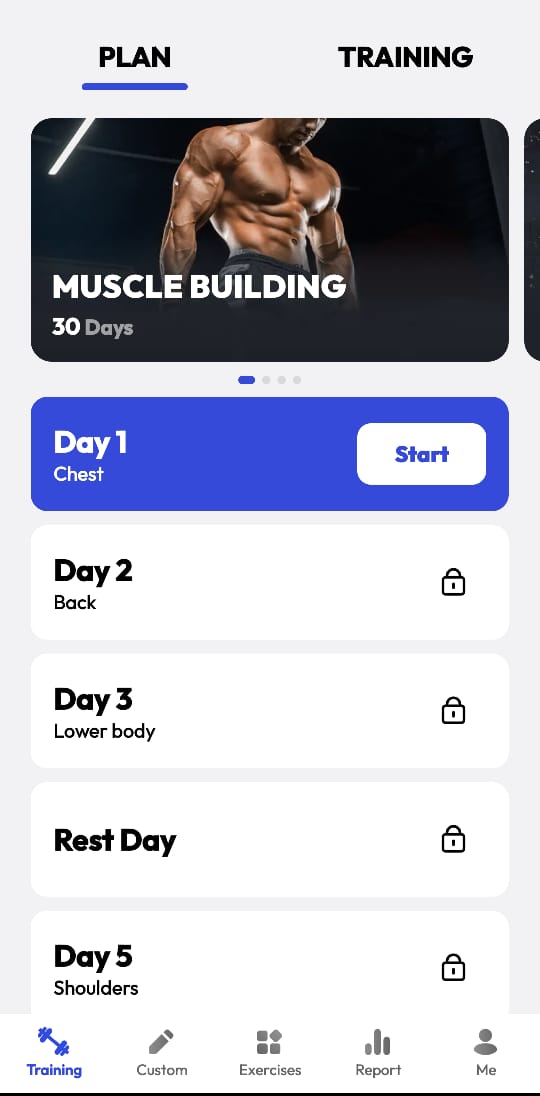 PLAN
TRAINING
MUSCLE BUILDING
30 Days
Day 1
Chest
Start
Day 2
Back
Day 3
Lower body
Rest Day
Day 5
Shoulders
Training
Custom
Exercises
Report
Me